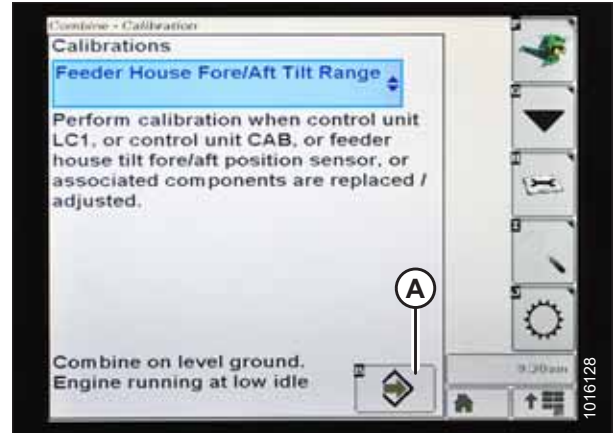 Combine - Calibration
Calibrations
Feeder House Fore/Aft Tilt Range
Perform calibration when control unit
LC1, or control unit CAB, or feeder
house tilt fore/aft position sensor, or
associated components are replaced /
adjusted.
A
Combine on level ground.
Engine running at low idle
9:30am
1016128